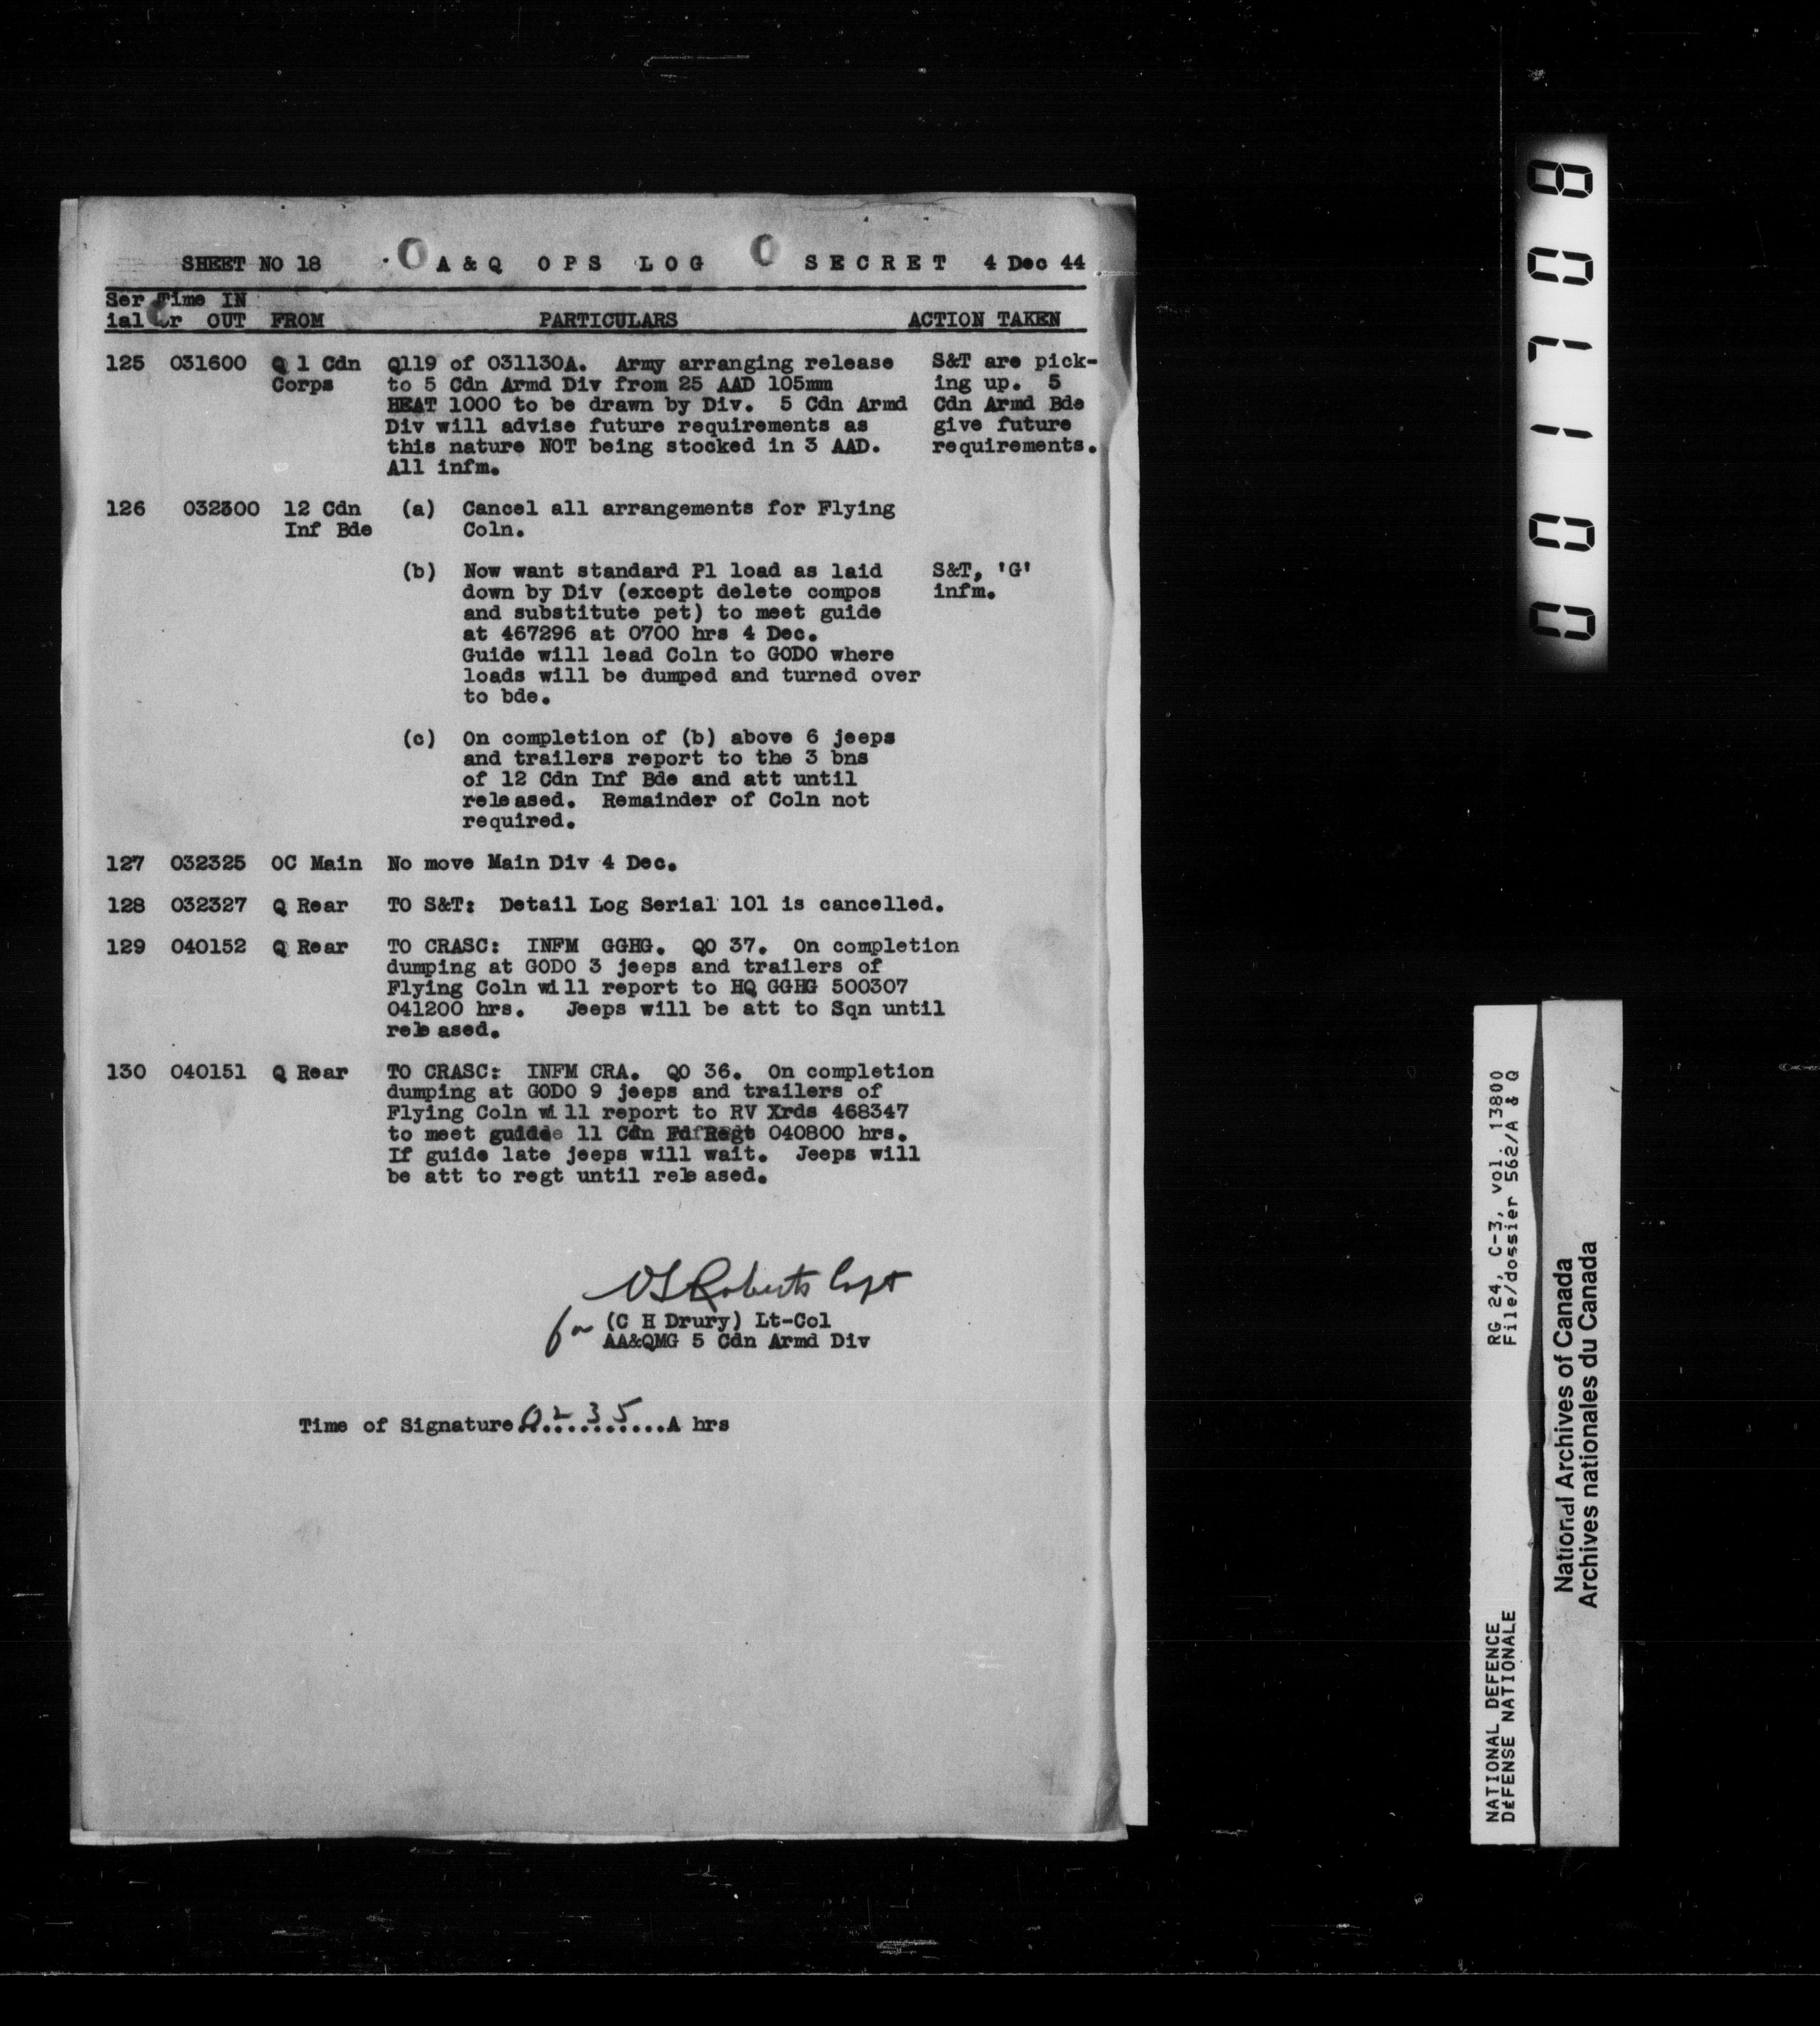 SHEET NO 18 A & Q OPS LOG SECRET 4 Dec 44
Ser Time IN
ial or OUT FROM PARTICULARS ACTION TAKEN
125 031600 Q 1 Cdn Q119 of 031130A. Army arranging release S&T are pick-
Corps to 5 Cdn Armd Div from 25 AAD 105mm ing up. 5
HEAT 1000 to be drawn by Div. 5 Cdn Armd Cdn Armd Bde
Div will advise future requirements as give future
this nature NOT being stocked in 3 AAD. requirements.
All infm.
126 032300 12 Cdn (a) Cancel all arrangements for Flying
Inf Bde Coln.
(b) Now want standard Pl load as laid S&T, 'G'
down by Div (except delete compos infm.
and substitute pet) to meet guide
at 467296 at 0700 hrs 4 Dec.
Guide will lead Coln to GODO where
loads will be dumped and turned over
to bde.
(c) On completion of (b) above 6 jeeps
and trailers report to the 3 bns
of 12 Cdn Inf Bde and att until
released. Remainder of Coln not
required.
127 032325 OC Main No move Main Div 4 Dec.
128 032327 Q Rear TO S&T: Detail Log Serial 101 is cancelled.
129 040152 Q Rear TO CRASC: INFM GGHG. QO 37. On completion
dumping at GODO 3 jeeps and trailers of
Flying Coln will report to HQ GGHG 500307
041200 hrs. Jeeps will be att to Sqn until
released.
130 040151 Q Rear TO CRASC: INFM CRA. QO 36. On completion
dumping at GODO 9 jeeps and trailers of
Flying Coln will report to RV Xrds 468347
to meet guide 11 Cdn Fd Regt 040800 hrs.
If guide late jeeps will wait. Jeeps will
be att to regt until released.
Roberts Capt
for (C H Drury) Lt-Col
AA&QMG 5 Cdn Armd Div
Time of Signature 0235 A hrs
0 0 1 7 0 8
NATIONAL DEFENCE RG 24, C-3, vol. 13800
DÉFENSE NATIONALE File/dossier 562/A & Q
National Archives of Canada
Archives nationales du Canada